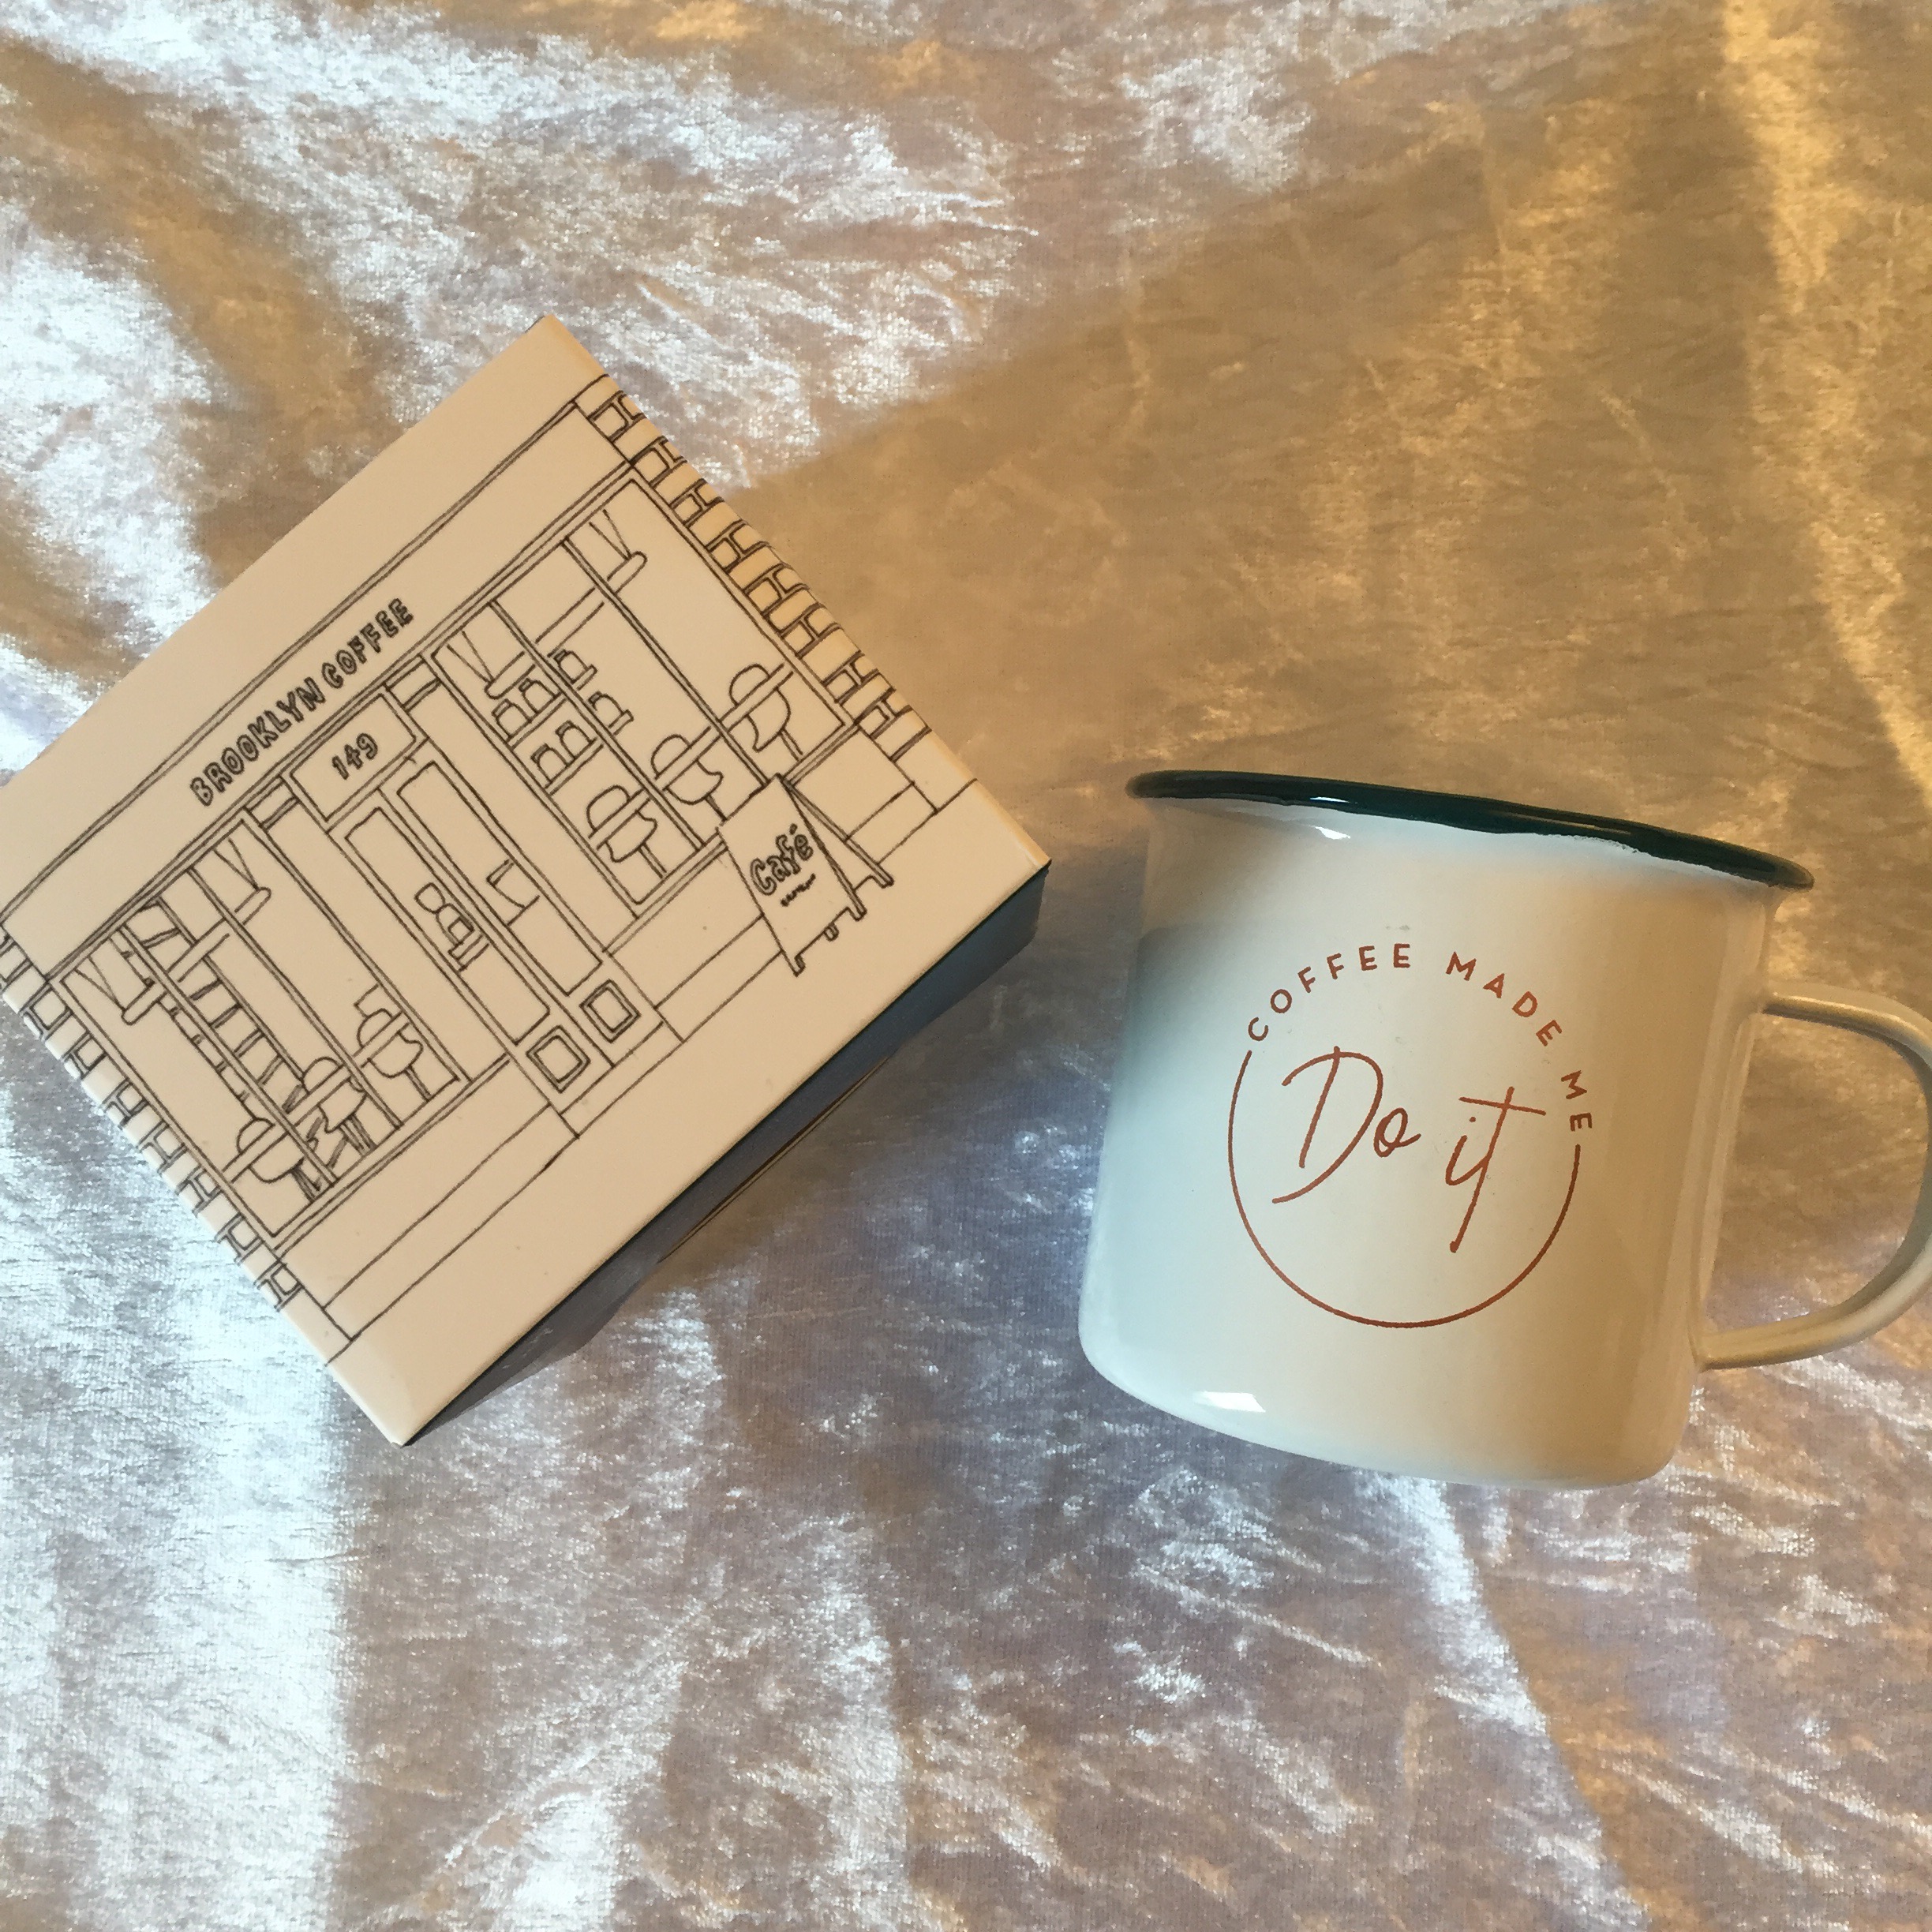 BROOKLYN COFFEE
149
Café
COFFEE MADE ME
Do it